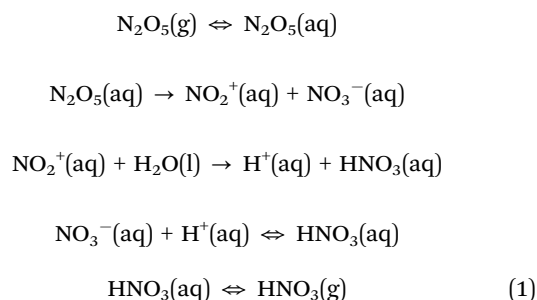 N₂O₅(g) ⇔ N₂O₅(aq)
N₂O₅(aq) → NO₂⁺(aq) + NO₃⁻(aq)
NO₂⁺(aq) + H₂O(l) → H⁺(aq) + HNO₃(aq)
NO₃⁻(aq) + H⁺(aq) ⇔ HNO₃(aq)
HNO₃(aq) ⇔ HNO₃(g) (1)